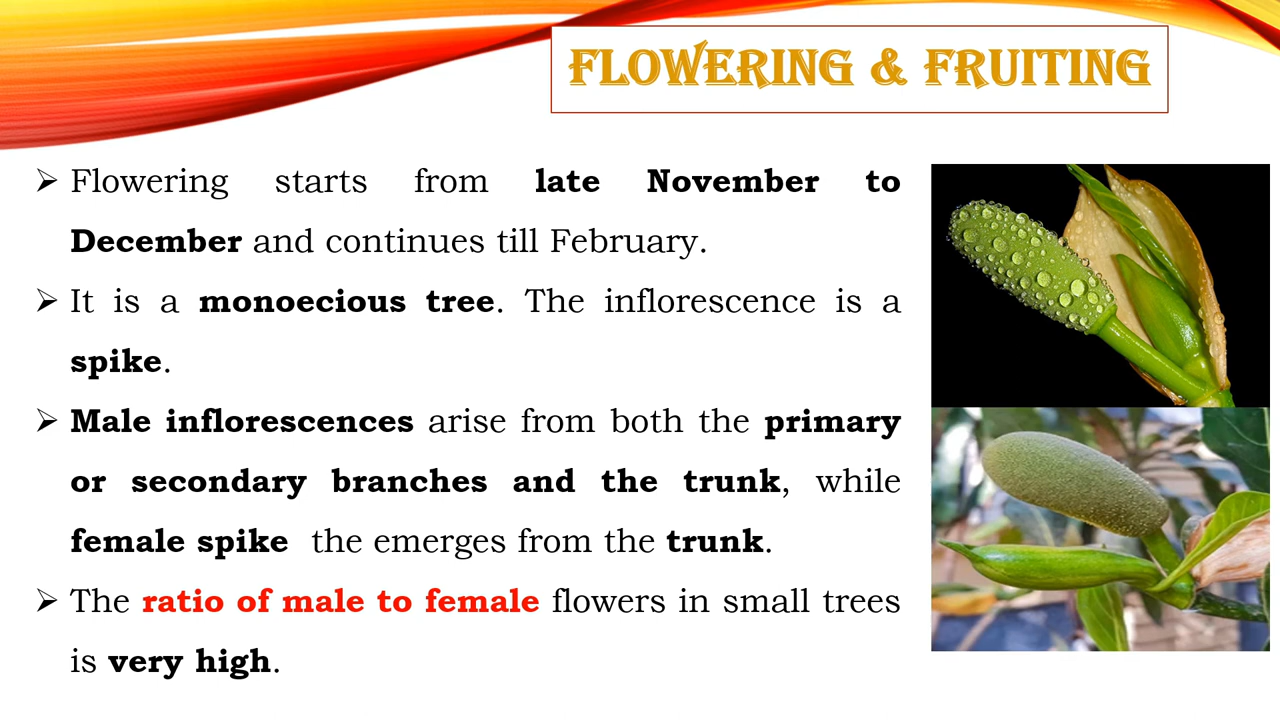 FLOWERING & FRUITING
➢ Flowering starts from late November to
December and continues till February.
➢ It is a monoecious tree. The inflorescence is a
spike.
➢ Male inflorescences arise from both the primary
or secondary branches and the trunk, while
female spike the emerges from the trunk.
➢ The ratio of male to female flowers in small trees
is very high.